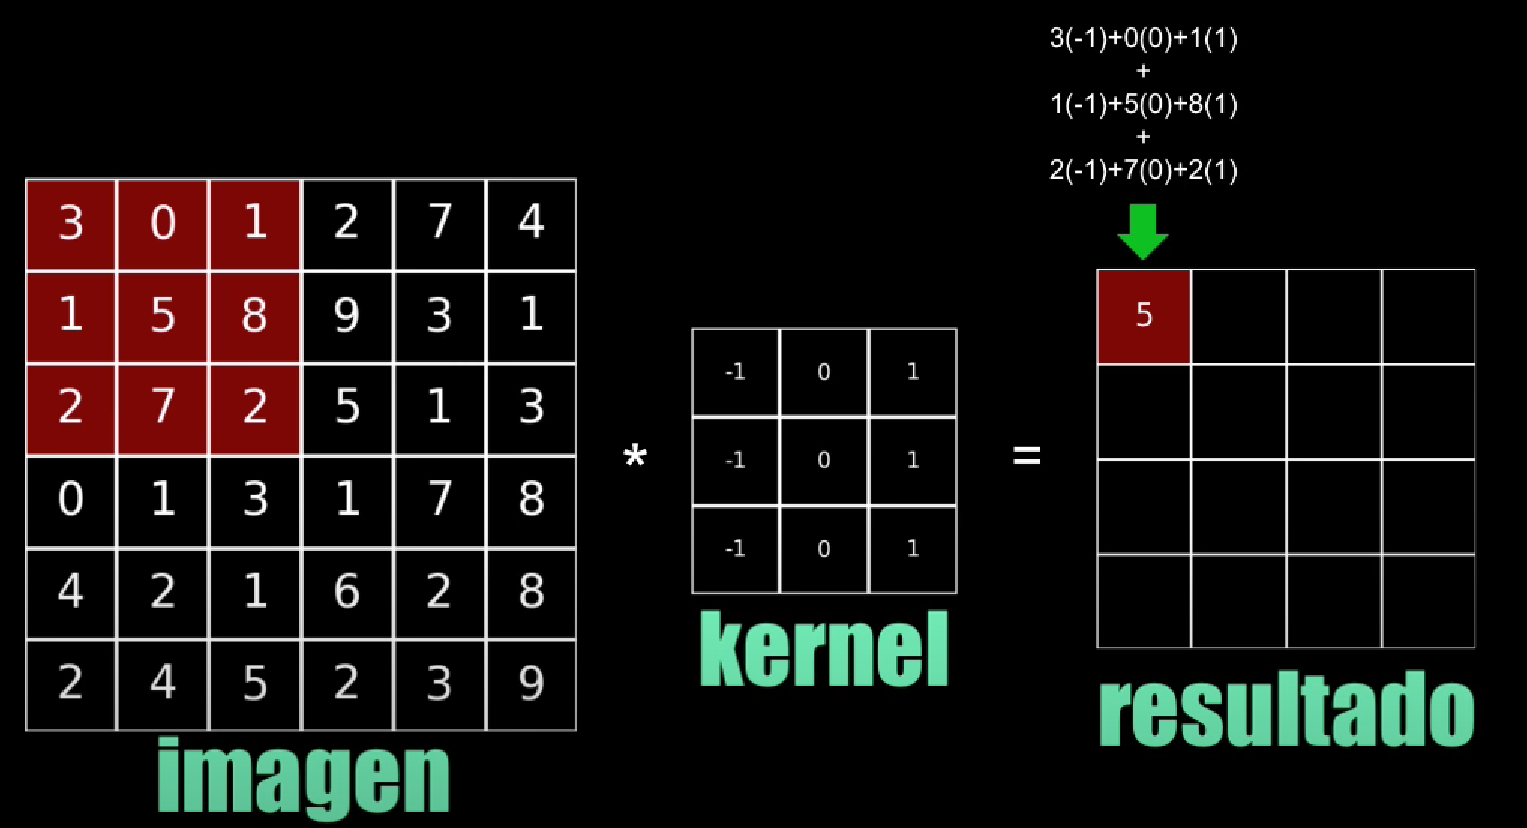 3(-1)+0(0)+1(1)
+
1(-1)+5(0)+8(1)
+
2(-1)+7(0)+2(1)
3 0 1 2 7 4
1 5 8 9 3 1
2 7 2 5 1 3
0 1 3 1 7 8
4 2 1 6 2 8
2 4 5 2 3 9
imagen
*
-1 0 1
-1 0 1
-1 0 1
kernel
=
5
resultado